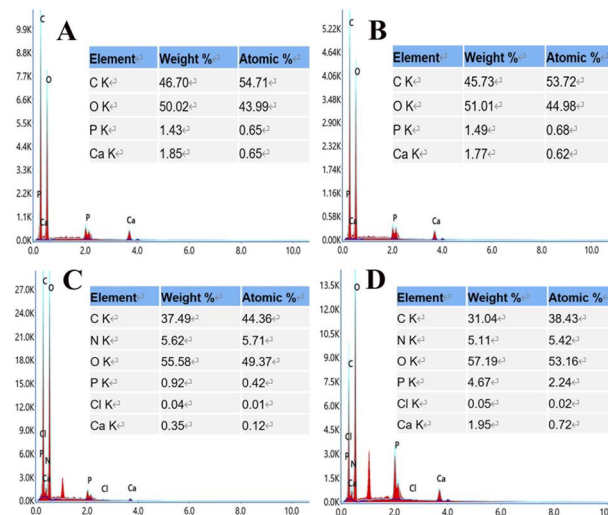 A
Element↵ Weight %↵ Atomic %↵
C K↵ 46.70↵ 54.71↵
O K↵ 50.02↵ 43.99↵
P K↵ 1.43↵ 0.65↵
Ca K↵ 1.85↵ 0.65↵
9.9K
8.8K
7.7K
6.6K
5.5K
4.4K
3.3K
2.2K
1.1K
0.0K
C
O
P
Ca
P
Ca
0.0 2.0 4.0 6.0 8.0 10.0
B
Element↵ Weight %↵ Atomic %↵
C K↵ 45.73↵ 53.72↵
O K↵ 51.01↵ 44.98↵
P K↵ 1.49↵ 0.68↵
Ca K↵ 1.77↵ 0.62↵
5.22K
4.64K
4.06K
3.48K
2.90K
2.32K
1.74K
1.16K
0.58K
0.0K
C
O
P
Ca
P
Ca
0.0 2.0 4.0 6.0 8.0 10.0
C
Element↵ Weight %↵ Atomic %↵
C K↵ 37.49↵ 44.36↵
N K↵ 5.62↵ 5.71↵
O K↵ 55.58↵ 49.37↵
P K↵ 0.92↵ 0.42↵
Cl K↵ 0.04↵ 0.01↵
Ca K↵ 0.35↵ 0.12↵
27.0K
24.0K
21.0K
18.0K
15.0K
12.0K
9.0K
6.0K
3.0K
0.0K
C
O
Cl
P
N
Ca
P
Cl
Ca
0.0 2.0 4.0 6.0 8.0 10.0
D
Element↵ Weight %↵ Atomic %↵
C K↵ 31.04↵ 38.43↵
N K↵ 5.11↵ 5.42↵
O K↵ 57.19↵ 53.16↵
P K↵ 4.67↵ 2.24↵
Cl K↵ 0.05↵ 0.02↵
Ca K↵ 1.95↵ 0.72↵
13.5K
12.0K
10.5K
9.0K
7.5K
6.0K
4.5K
3.0K
1.5K
0.0K
O
C
Cl
P
N
Ca
P
Cl
Ca
0.0 2.0 4.0 6.0 8.0 10.0